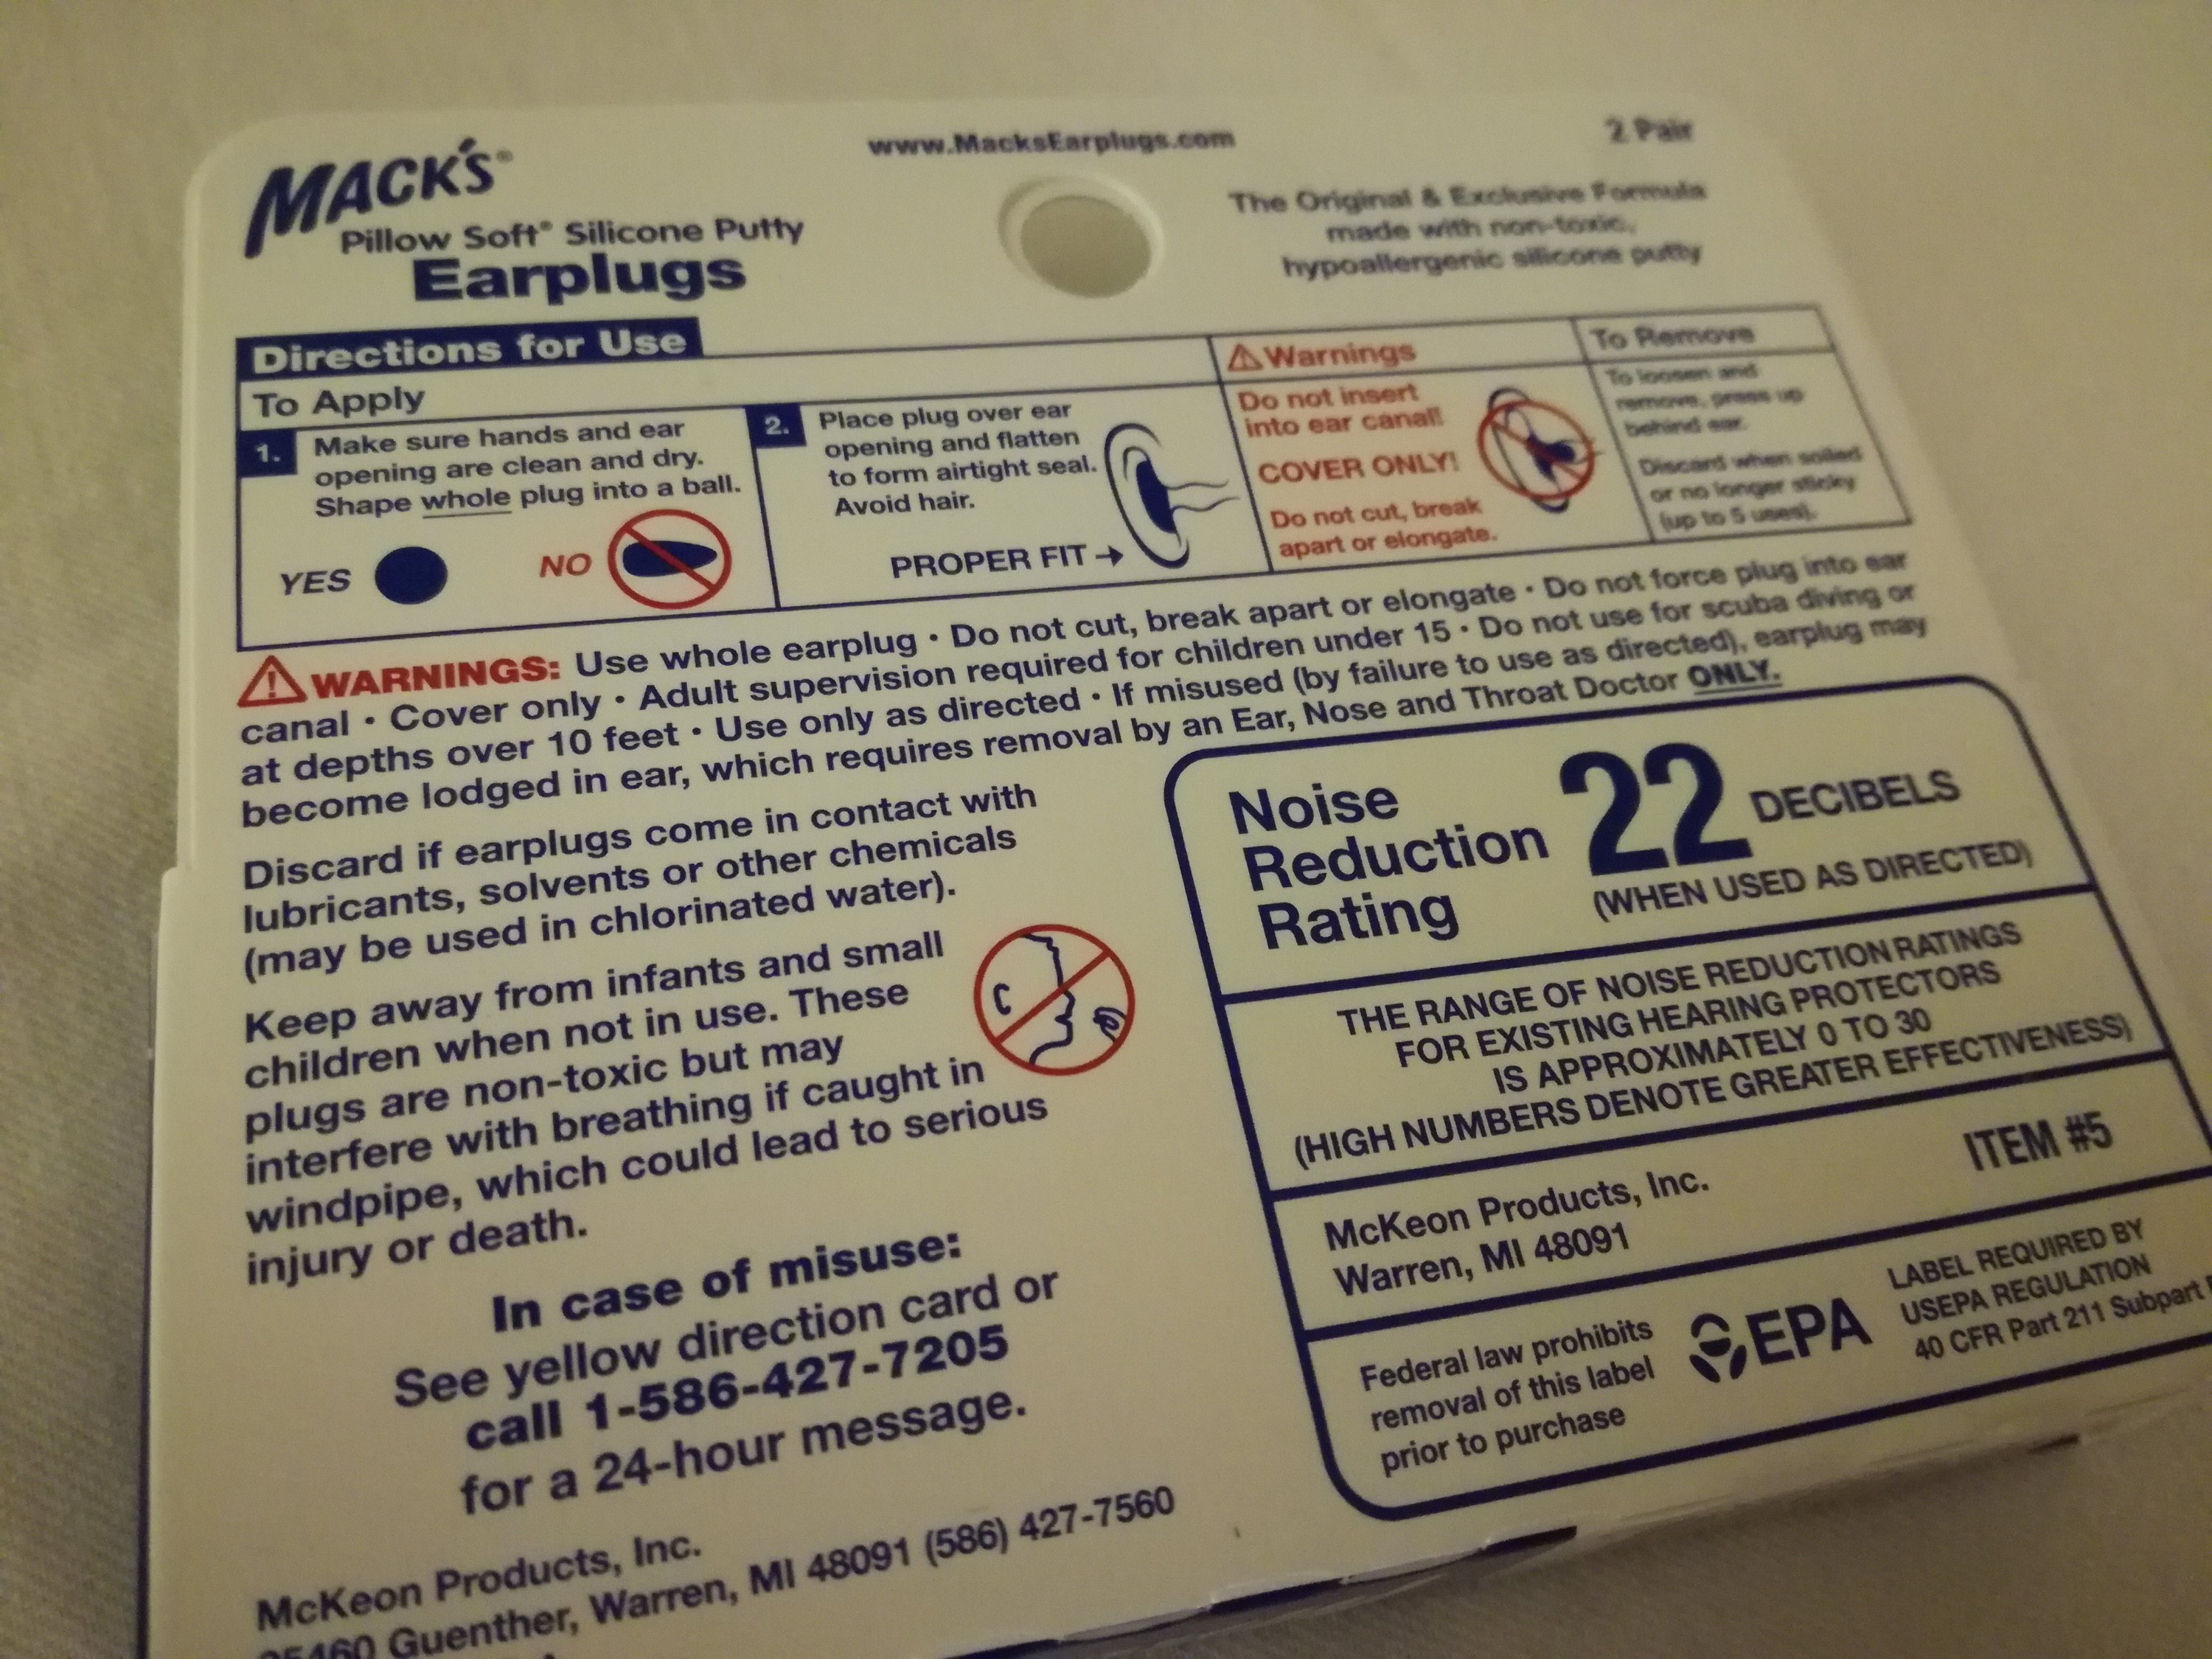 MACK'S®
Pillow Soft® Silicone Putty
Earplugs
www.MacksEarplugs.com
2 Pair
The Original & Exclusive Formula
made with non-toxic,
hypoallergenic silicone putty
Directions for Use
To Apply
1. Make sure hands and ear
opening are clean and dry.
Shape whole plug into a ball.
YES
NO
2. Place plug over ear
opening and flatten
to form airtight seal.
Avoid hair.
PROPER FIT →
⚠Warnings
Do not insert
into ear canal!
COVER ONLY!
Do not cut, break
apart or elongate.
To Remove
To loosen and
remove, press up
behind ear.
Discard when soiled
or no longer sticky
(up to 5 uses).
⚠WARNINGS: Use whole earplug • Do not cut, break apart or elongate • Do not force plug into ear
canal • Cover only • Adult supervision required for children under 15 • Do not use for scuba diving or
at depths over 10 feet • Use only as directed • If misused (by failure to use as directed), earplug may
become lodged in ear, which requires removal by an Ear, Nose and Throat Doctor ONLY.
Discard if earplugs come in contact with
lubricants, solvents or other chemicals
(may be used in chlorinated water).
Keep away from infants and small
children when not in use. These
plugs are non-toxic but may
interfere with breathing if caught in
windpipe, which could lead to serious
injury or death.
In case of misuse:
See yellow direction card or
call 1-586-427-7205
for a 24-hour message.
McKeon Products, Inc.
25460 Guenther, Warren, MI 48091 (586) 427-7560
Noise
Reduction
Rating
22 DECIBELS
(WHEN USED AS DIRECTED)
THE RANGE OF NOISE REDUCTION RATINGS
FOR EXISTING HEARING PROTECTORS
IS APPROXIMATELY 0 TO 30
(HIGH NUMBERS DENOTE GREATER EFFECTIVENESS)
McKeon Products, Inc.
Warren, MI 48091
ITEM #5
Federal law prohibits
removal of this label
prior to purchase
EPA
LABEL REQUIRED BY
USEPA REGULATION
40 CFR Part 211 Subpart